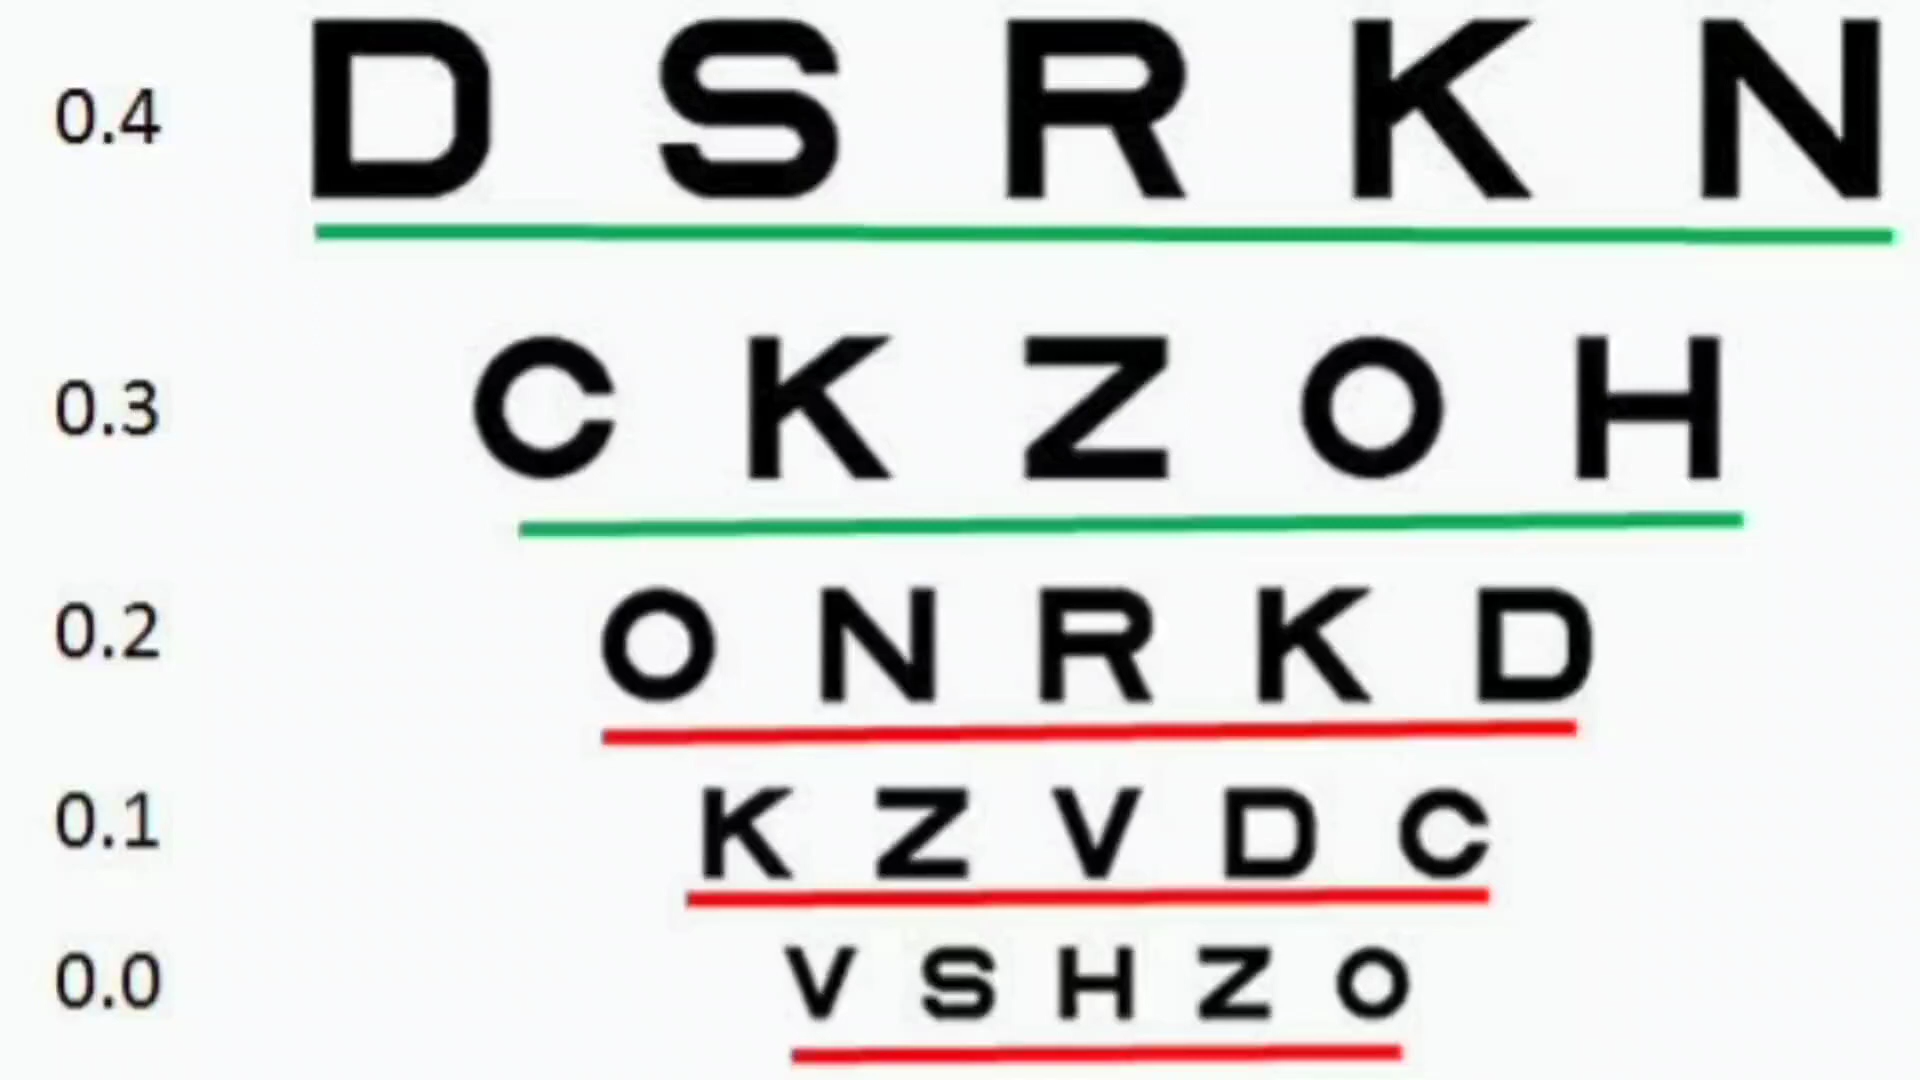 0.4 D S R K N
0.3 C K Z O H
0.2 O N R K D
0.1 K Z V D C
0.0 V S H Z O